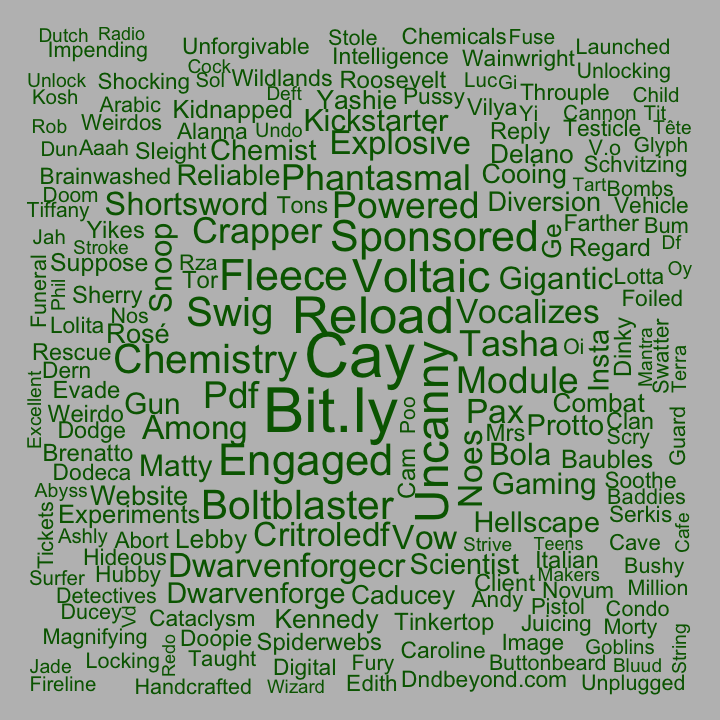 Dutch Radio
Impending
Unforgivable
Stole
Chemicals
Fuse
Launched
Intelligence
Wainwright
Unlocking
Cock
Unlock
Shocking
Sol
Wildlands
Roosevelt
Luc
Gi
Throuple
Child
Kosh
Arabic
Deft
Yashie
Pussy
Kidnapped
Vilya
Yi
Cannon
Tit
Rob
Weirdos
Alanna
Undo
Kickstarter
Reply
Testicle
Tête
Dun
Aaah
Sleight
Chemist
Explosive
Delano
V.o
Glyph
Schvitzing
Brainwashed
Reliable
Phantasmal
Cooing
Tart
Bombs
Doom
Tiffany
Shortsword
Tons
Powered
Diversion
Vehicle
Yikes
Crapper
Sponsored
Ge
Farther
Bum
Jah
Stroke
Snoop
Regard
Df
Suppose
Rza
Tor
Fleece
Voltaic
Gigantic
Lotta
Oy
Funeral
Phil
Sherry
Foiled
Nos
Swig
Reload
Vocalizes
Lolita
Rosé
Tasha
Oi
Insta
Dinky
Mantra
Swatter
Terra
Rescue
Chemistry
Cay
Dern
Module
Excellent
Evade
Pdf
Bit.ly
Uncanny
Weirdo
Gun
Poo
Pax
Combat
Clan
Guard
Dodge
Among
Noes
Mrs
Protto
Scry
Brenatto
Matty
Engaged
Cam
Bola
Baubles
Dodeca
Gaming
Soothe
Abyss
Website
Boltblaster
Baddies
Experiments
Hellscape
Serkis
Tickets
Ashly
Abort
Lebby
Critroledf
Vow
Strive
Teens
Cave
Cafe
Hideous
Dwarvenforgecr
Scientist
Italian
Bushy
Surfer
Hubby
Makers
Detectives
Dwarvenforge
Caducey
Client
Novum
Million
Andy
Pistol
Condo
Ducey
Vd
Cataclysm
Kennedy
Tinkertop
Juicing
Morty
Magnifying
Doopie
Spiderwebs
Caroline
Image
Goblins
String
Jade
Locking
Redo
Taught
Digital
Fury
Buttonbeard
Bluud
Fireline
Handcrafted
Wizard
Edith
Dndbeyond.com
Unplugged